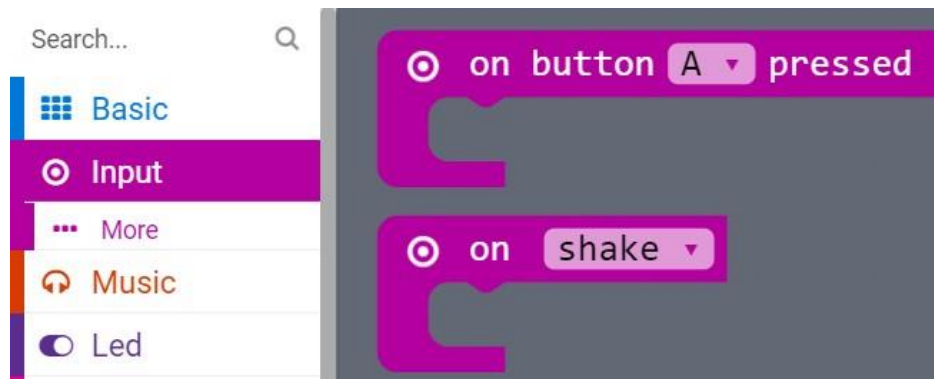 Search...
Basic
Input
More
Music
Led
on button A pressed
on shake